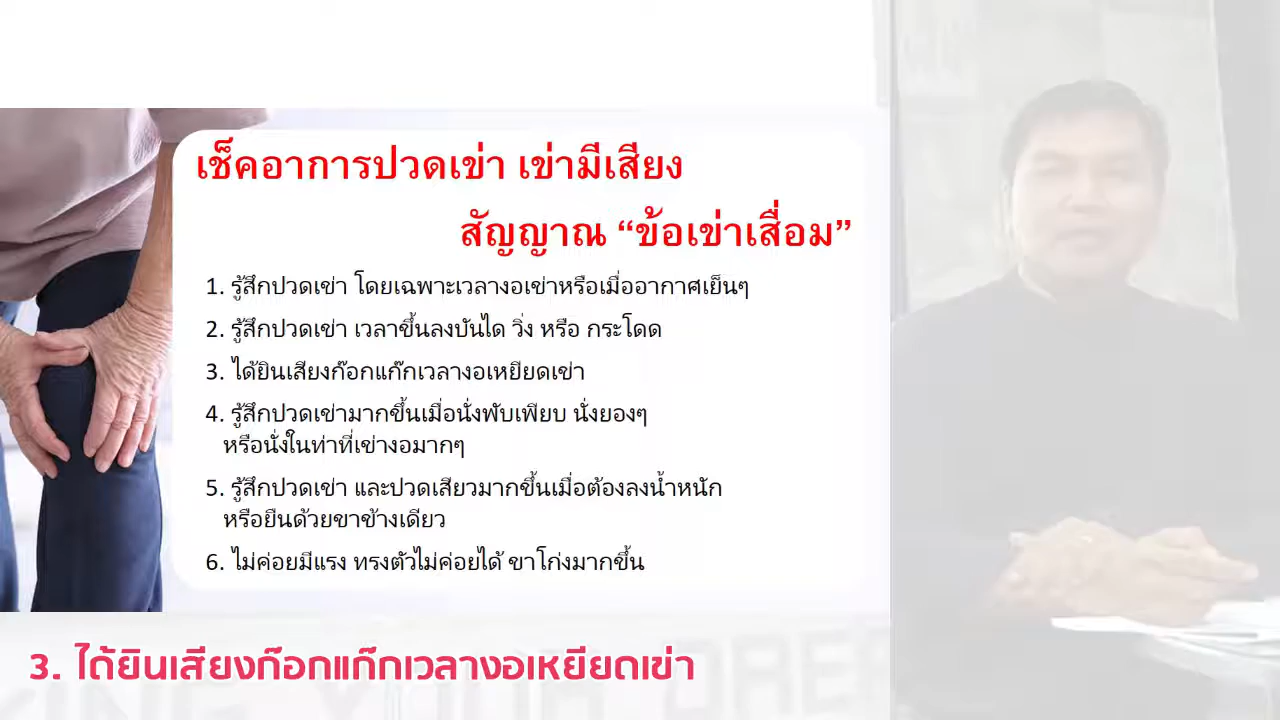 เช็คอาการปวดเข่า เข่ามีเสียง
สัญญาณ “ข้อเข่าเสื่อม”
1. รู้สึกปวดเข่า โดยเฉพาะเวลางอเข่าหรือเมื่ออากาศเย็นๆ
2. รู้สึกปวดเข่า เวลาขึ้นลงบันได วิ่ง หรือ กระโดด
3. ได้ยินเสียงก๊อกแก๊กเวลางอเหยียดเข่า
4. รู้สึกปวดเข่ามากขึ้นเมื่อนั่งพับเพียบ นั่งยองๆ
หรือนั่งในท่าที่เข่างอมากๆ
5. รู้สึกปวดเข่า และปวดเสียวมากขึ้นเมื่อต้องลงน้ำหนัก
หรือยืนด้วยขาข้างเดียว
6. ไม่ค่อยมีแรง ทรงตัวไม่ค่อยได้ ขาโก่งมากขึ้น
3. ได้ยินเสียงก๊อกแก๊กเวลางอเหยียดเข่า